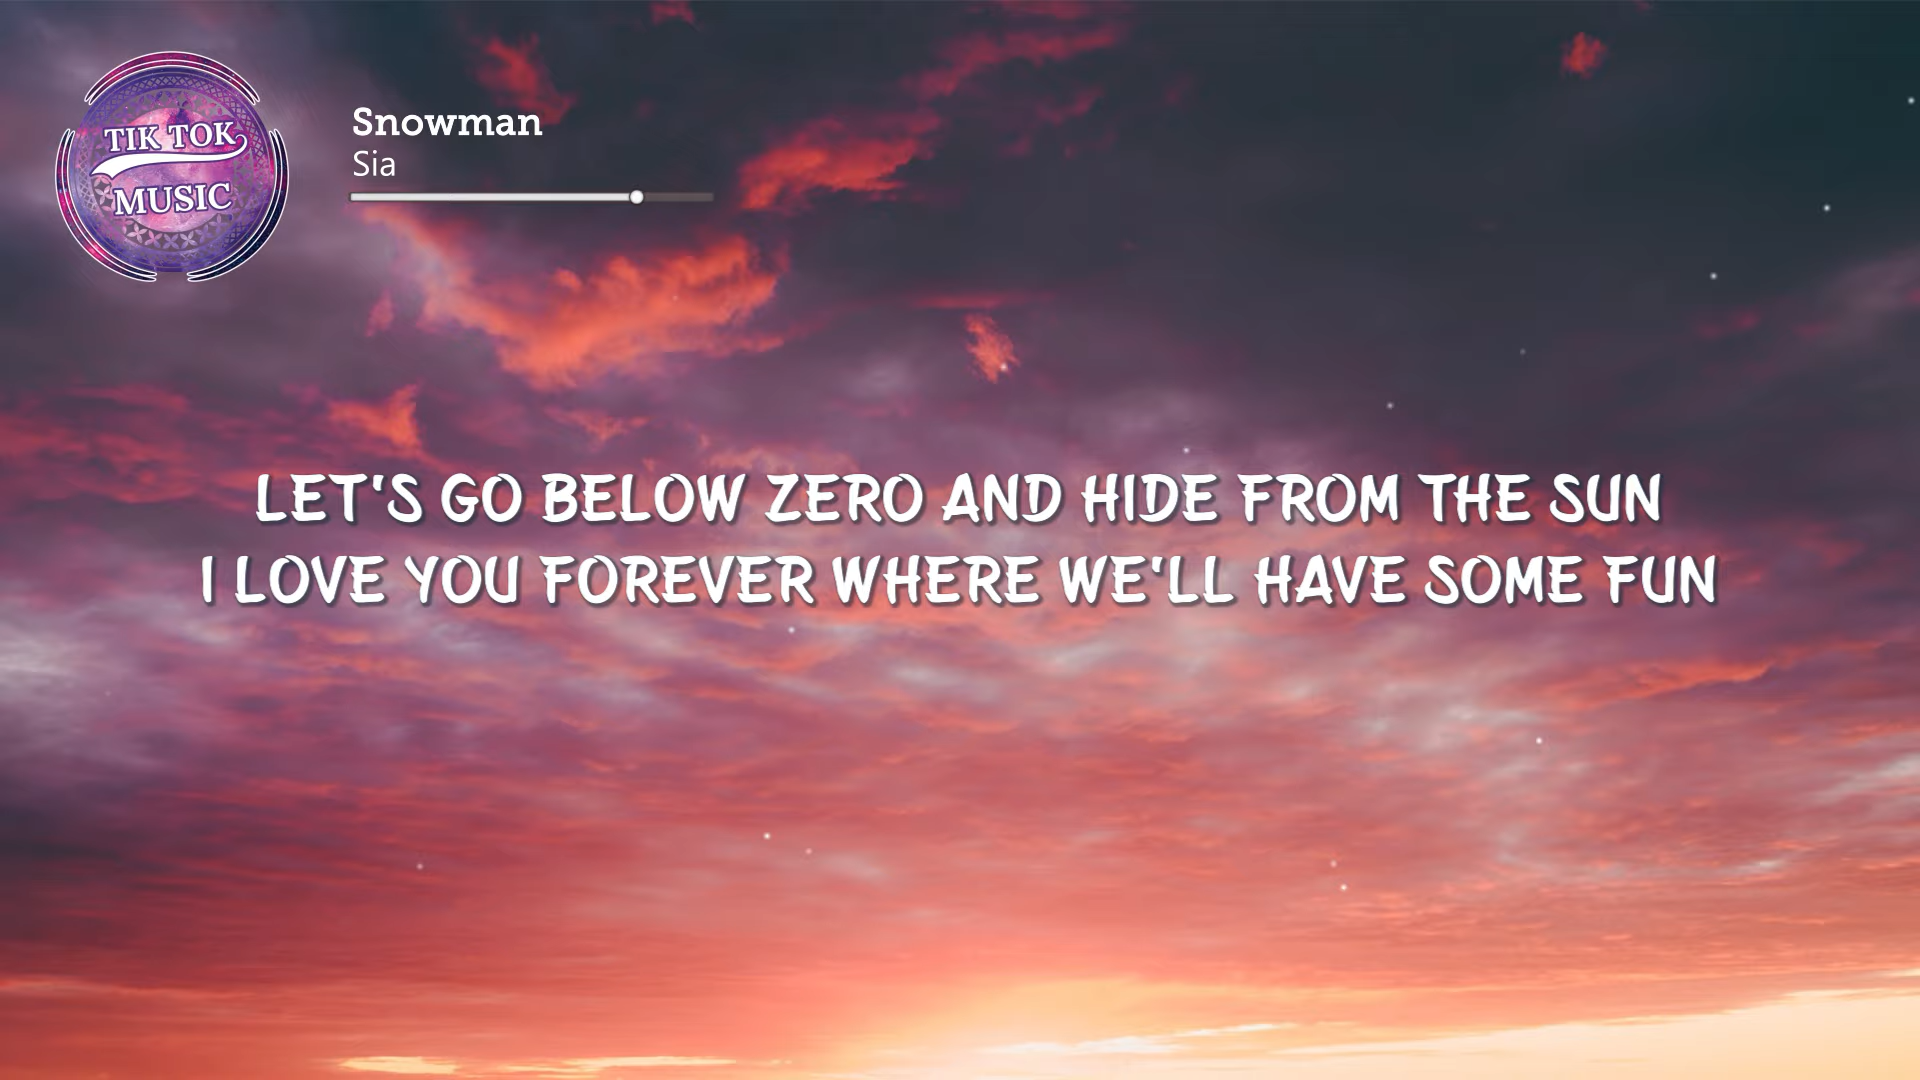 TIK TOK
MUSIC
Snowman
Sia
LET'S GO BELOW ZERO AND HIDE FROM THE SUN
I LOVE YOU FOREVER WHERE WE'LL HAVE SOME FUN